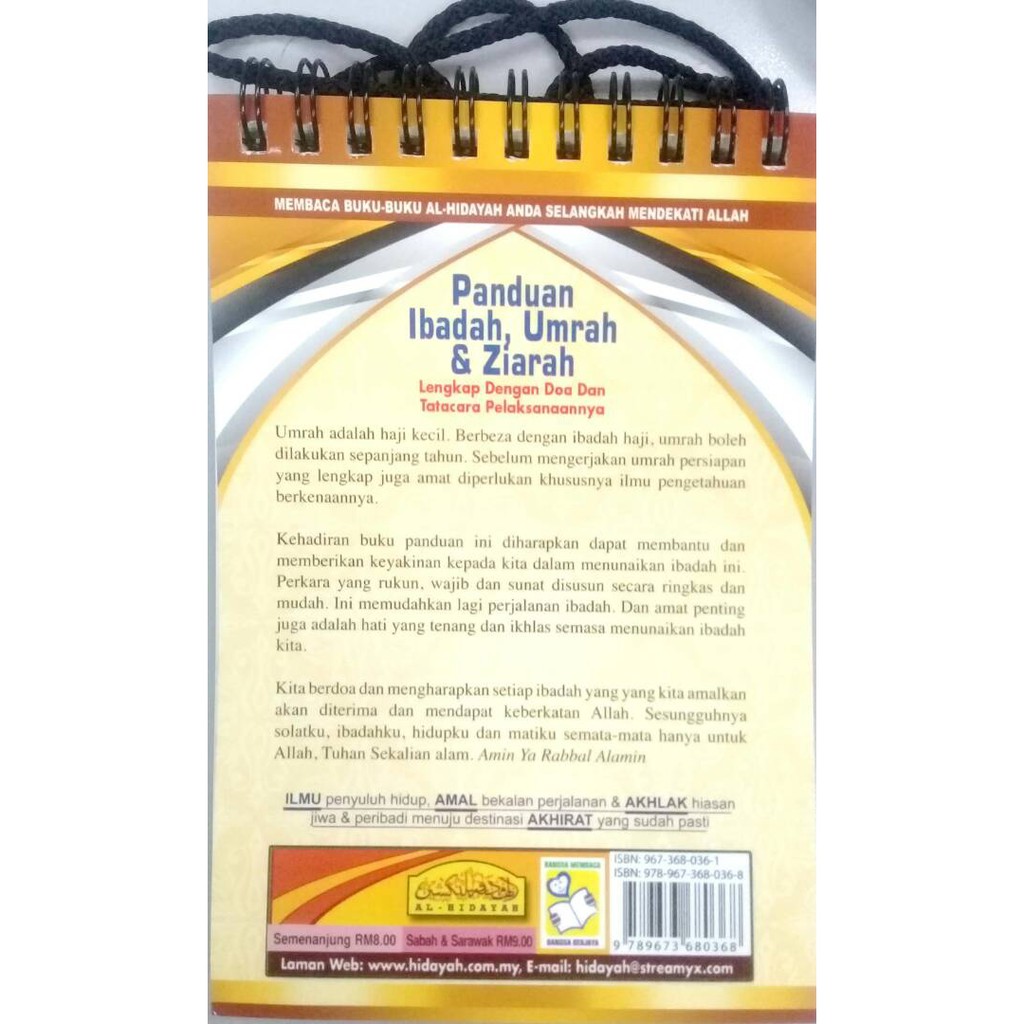 MEMBACA BUKU-BUKU AL-HIDAYAH ANDA SELANGKAH MENDEKATI ALLAH
Panduan
Ibadah, Umrah
& Ziarah
Lengkap Dengan Doa Dan
Tatacara Pelaksanaannya
Umrah adalah haji kecil. Berbeza dengan ibadah haji, umrah boleh
dilakukan sepanjang tahun. Sebelum mengerjakan umrah persiapan
yang lengkap juga amat diperlukan khususnya ilmu pengetahuan
berkenaannya.
Kehadiran buku panduan ini diharapkan dapat membantu dan
memberikan keyakinan kepada kita dalam menunaikan ibadah ini.
Perkara yang rukun, wajib dan sunat disusun secara ringkas dan
mudah. Ini memudahkan lagi perjalanan ibadah. Dan amat penting
juga adalah hati yang tenang dan ikhlas semasa menunaikan ibadah
kita.
Kita berdoa dan mengharapkan setiap ibadah yang yang kita amalkan
akan diterima dan mendapat keberkatan Allah. Sesungguhnya
solatku, ibadahku, hidupku dan matiku semata-mata hanya untuk
Allah, Tuhan Sekalian alam. Amin Ya Rabbal Alamin
ILMU penyuluh hidup, AMAL bekalan perjalanan & AKHLAK hiasan
jiwa & peribadi menuju destinasi AKHIRAT yang sudah pasti
AL-HIDAYAH
BANGSA MEMBACA
BANGSA BERJAYA
ISBN: 967-368-036-1
ISBN: 978-967-368-036-8
9 789673 680368
Semenanjung RM8.00 Sabah & Sarawak RM9.00
Laman Web: www.hidayah.com.my, E-mail: hidayah@streamyx.com